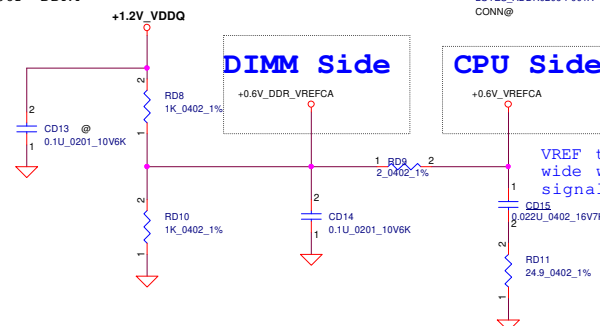 +1.2V_VDDQ
CONN@
DIMM Side
CPU Side
+0.6V_DDR_VREFCA
+0.6V_VREFCA
2
2
RD8
1K_0402_1%
CD13 @
0.1U_0201_10V6K
1
1
1 RD9 2
2_0402_1%
VREF
wide
signal
2
RD10
1K_0402_1%
1
2
CD14
0.1U_0201_10V6K
1
1
CD15
0.022U_0402_16V7K
2
2
RD11
24.9_0402_1%
1